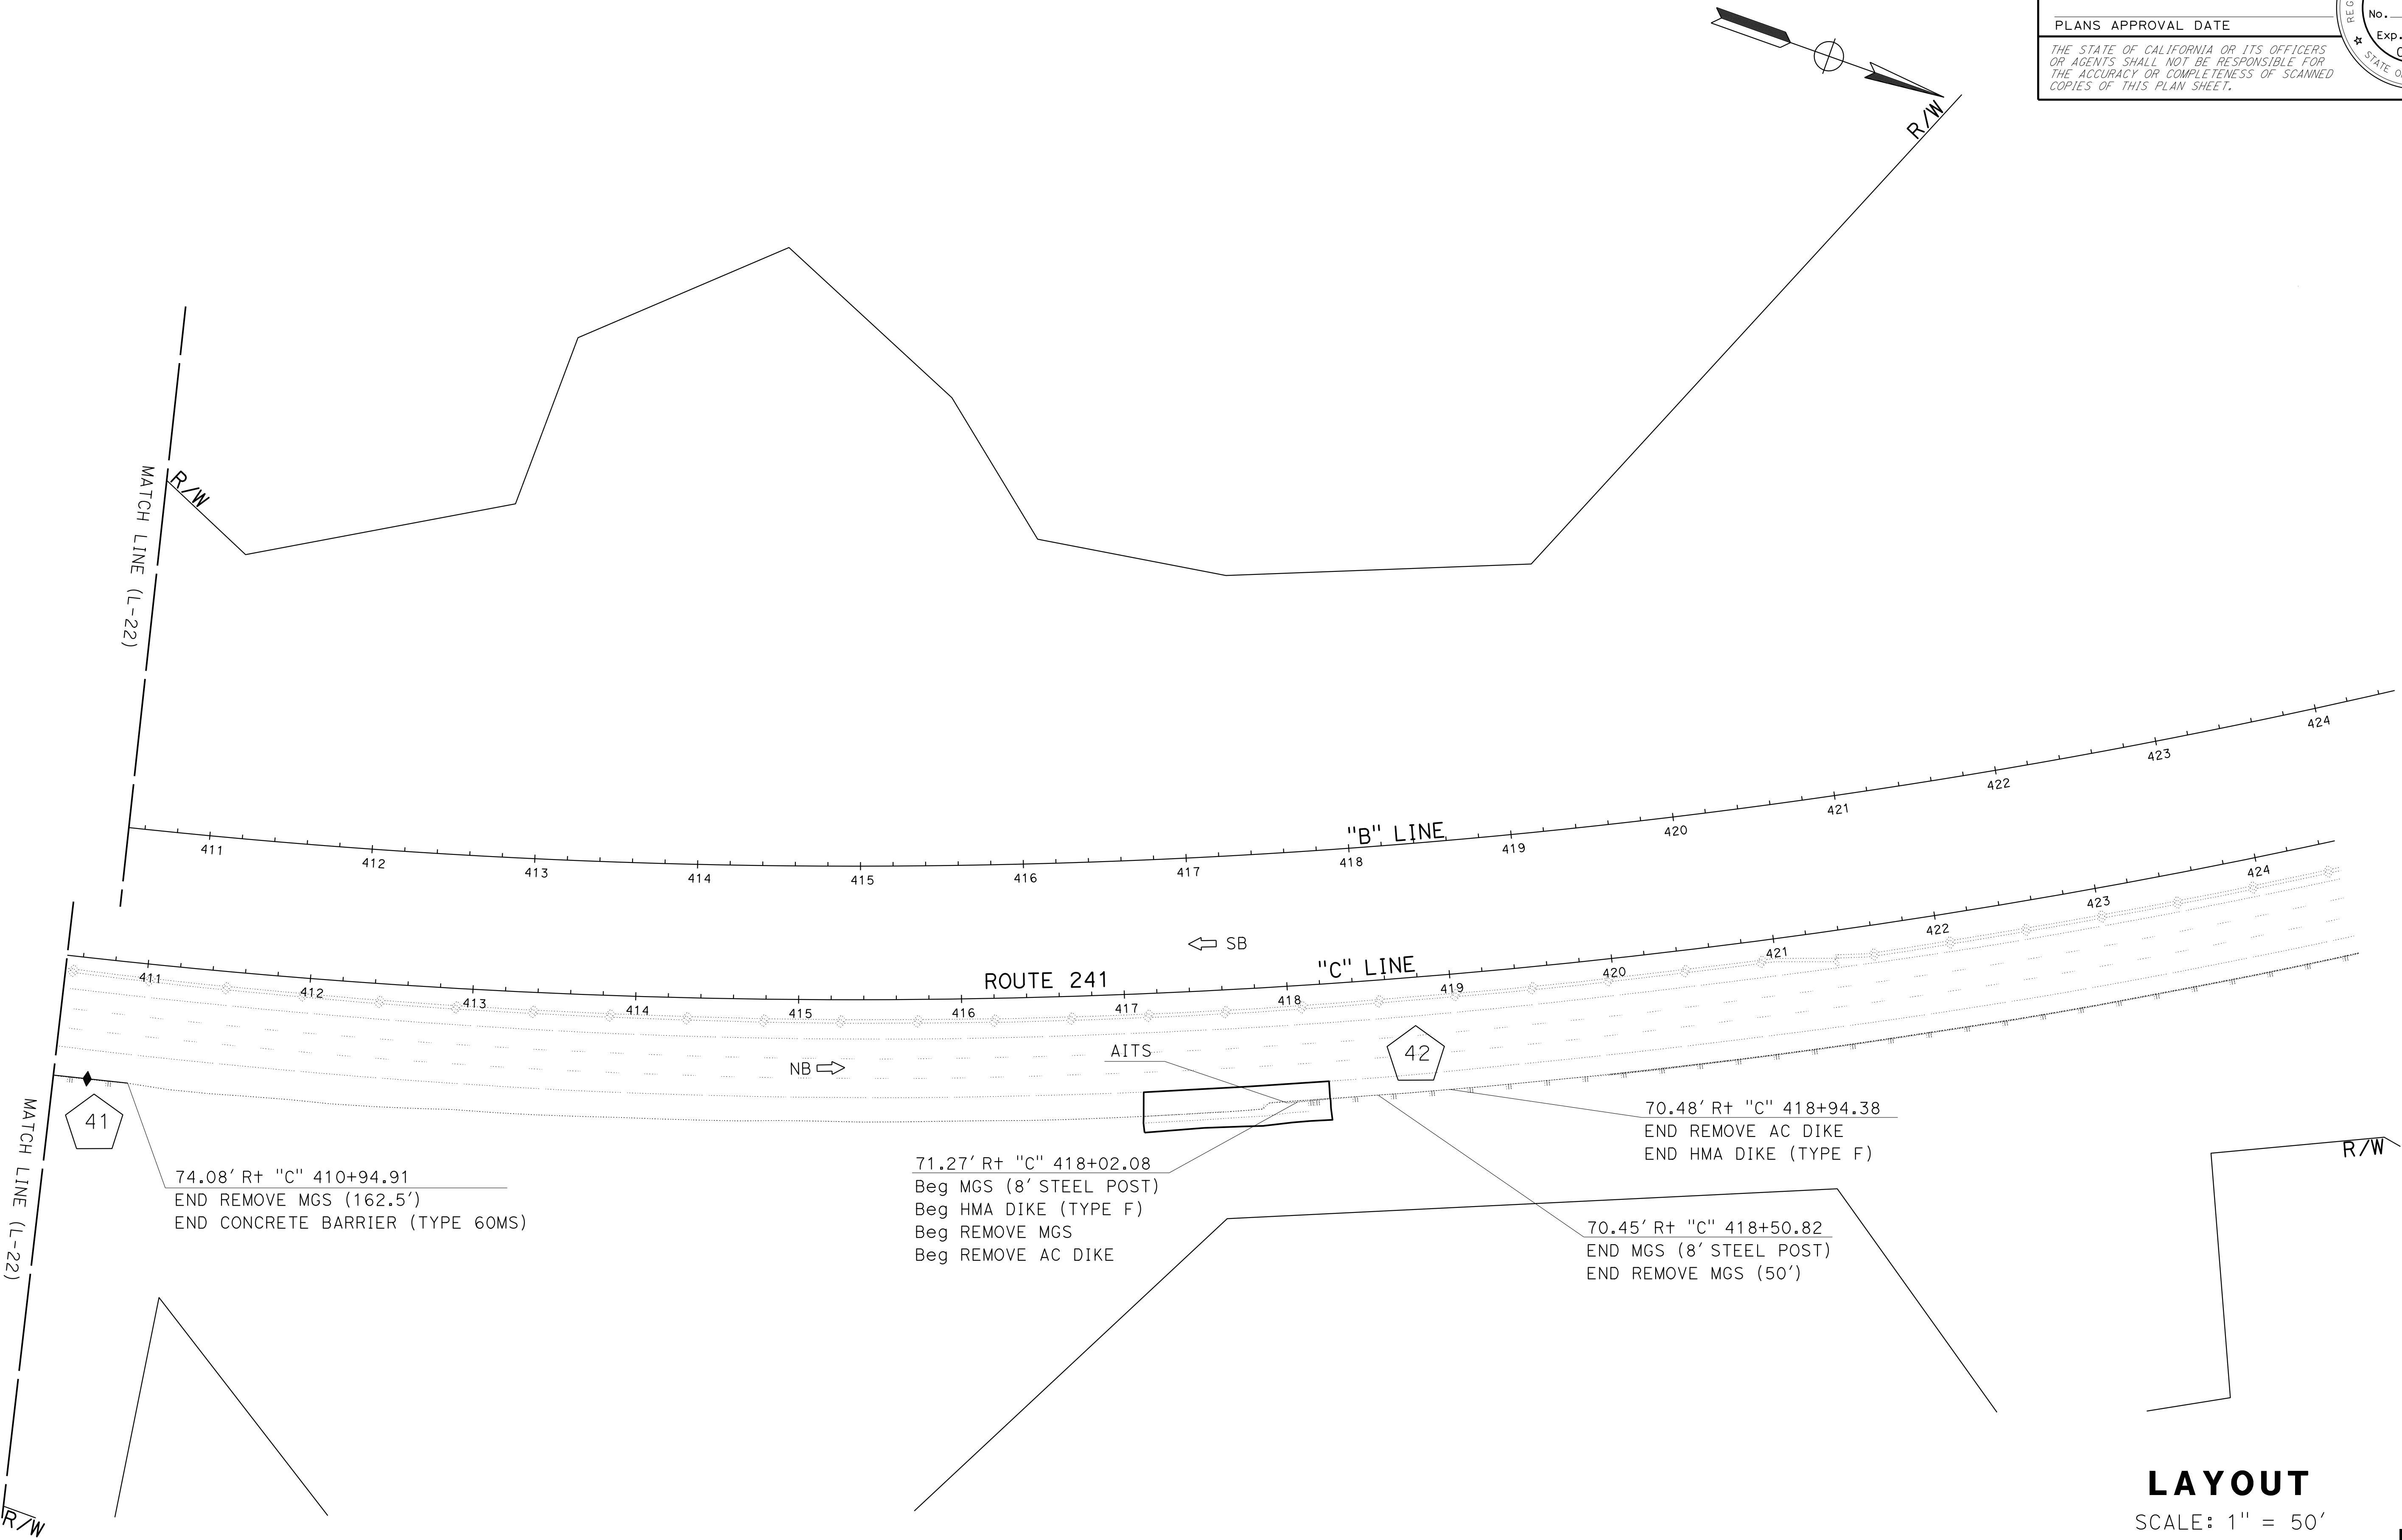 PLANS APPROVAL DATE
THE STATE OF CALIFORNIA OR ITS OFFICERS
OR AGENTS SHALL NOT BE RESPONSIBLE FOR
THE ACCURACY OR COMPLETENESS OF SCANNED
COPIES OF THIS PLAN SHEET.
No.
Exp.
R/W
R/W
MATCH LINE (L-22)
411 412 413 414 415 416 417 418 419 420 421 422 423 424
"B" LINE
SB
ROUTE 241
"C" LINE
411 412 413 414 415 416 417 418 419 420 421 422 423 424
NB
AITS
42
41
MATCH LINE (L-22)
74.08' Rt "C" 410+94.91
END REMOVE MGS (162.5')
END CONCRETE BARRIER (TYPE 60MS)
71.27' Rt "C" 418+02.08
Beg MGS (8' STEEL POST)
Beg HMA DIKE (TYPE F)
Beg REMOVE MGS
Beg REMOVE AC DIKE
70.48' Rt "C" 418+94.38
END REMOVE AC DIKE
END HMA DIKE (TYPE F)
70.45' Rt "C" 418+50.82
END MGS (8' STEEL POST)
END REMOVE MGS (50')
R/W
R/W
LAYOUT
SCALE: 1" = 50'